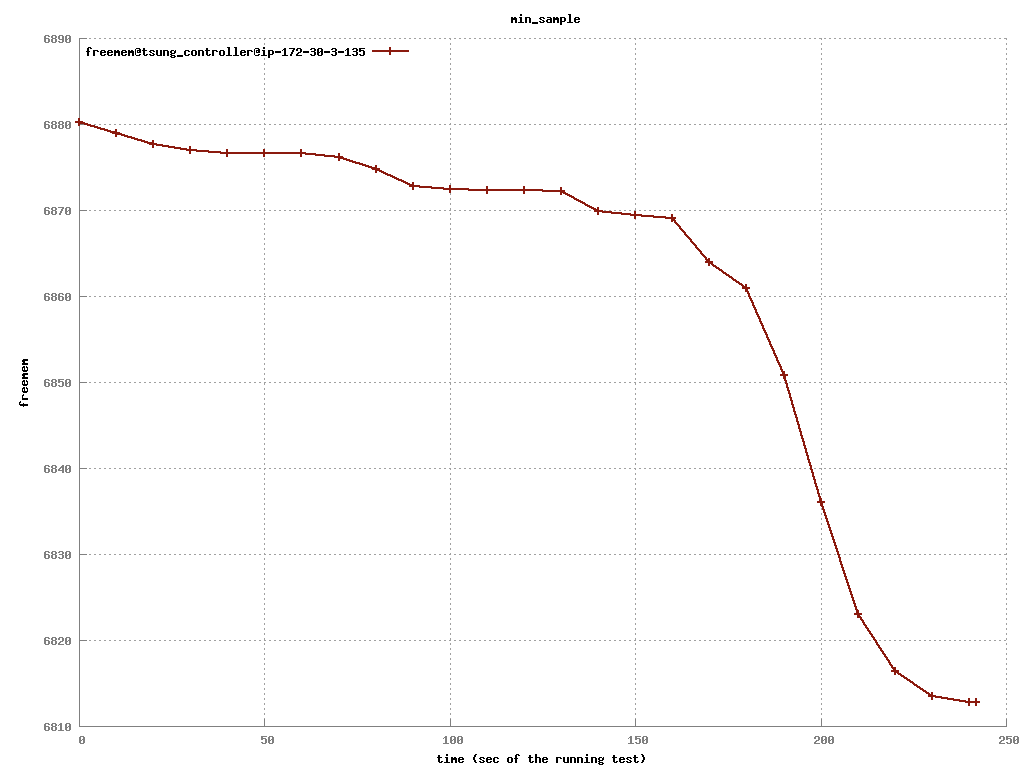 min_sample
freemem@tsung_controller@ip-172-30-3-135
6890
6880
6870
6860
6850
6840
6830
6820
6810
freemem
0 50 100 150 200 250
time (sec of the running test)